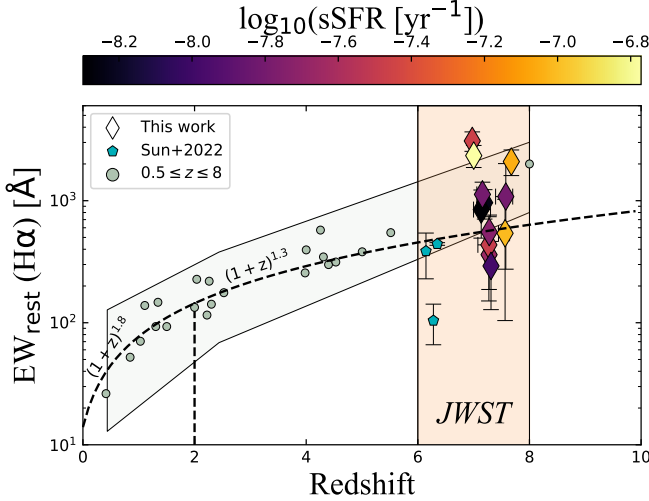 log₁₀(sSFR [yr⁻¹])
−8.2 −8.0 −7.8 −7.6 −7.4 −7.2 −7.0 −6.8
This work
Sun+2022
0.5 ≤ z ≤ 8
EW_rest (Hα) [Å]
10³
10²
10¹
(1 + z)^1.8
(1 + z)^1.3
JWST
0 2 4 6 8 10
Redshift